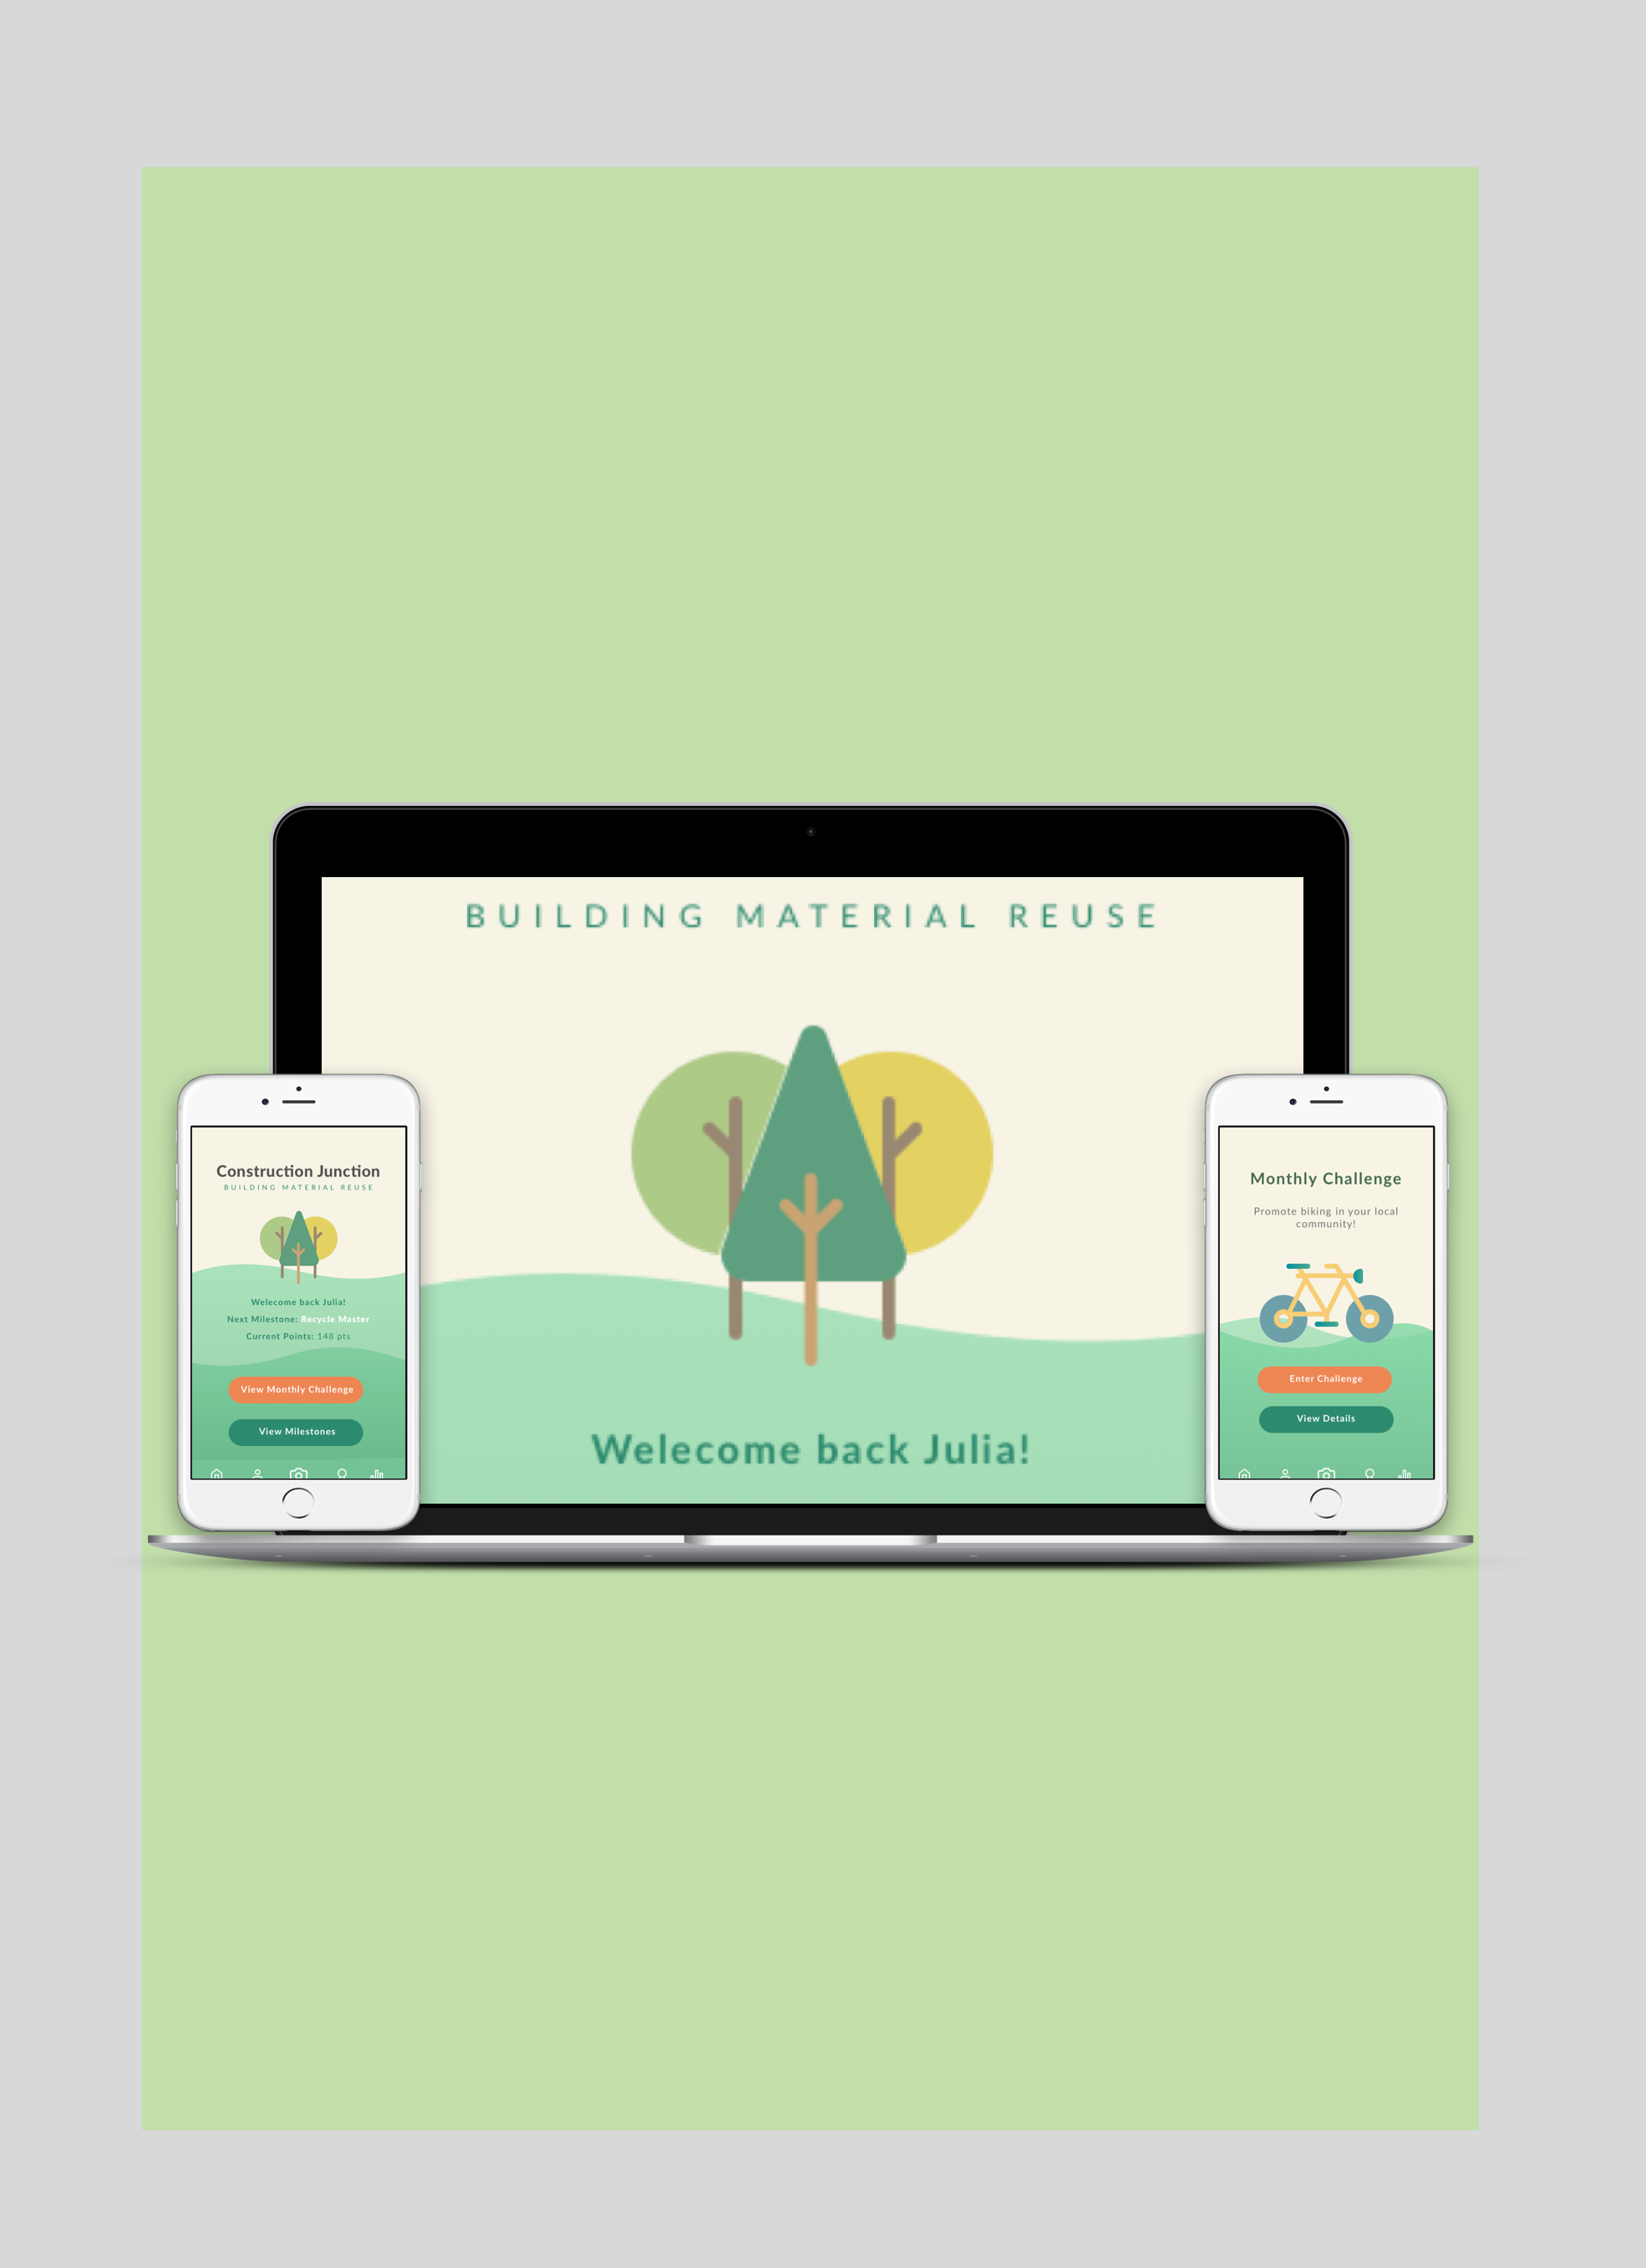 BUILDING MATERIAL REUSE
Welecome back Julia!
Construction Junction
BUILDING MATERIAL REUSE
Welecome back Julia!
Next Milestone: Recycle Master
Current Points: 148 pts
View Monthly Challenge
View Milestones
Monthly Challenge
Promote biking in your local
community!
Enter Challenge
View Details